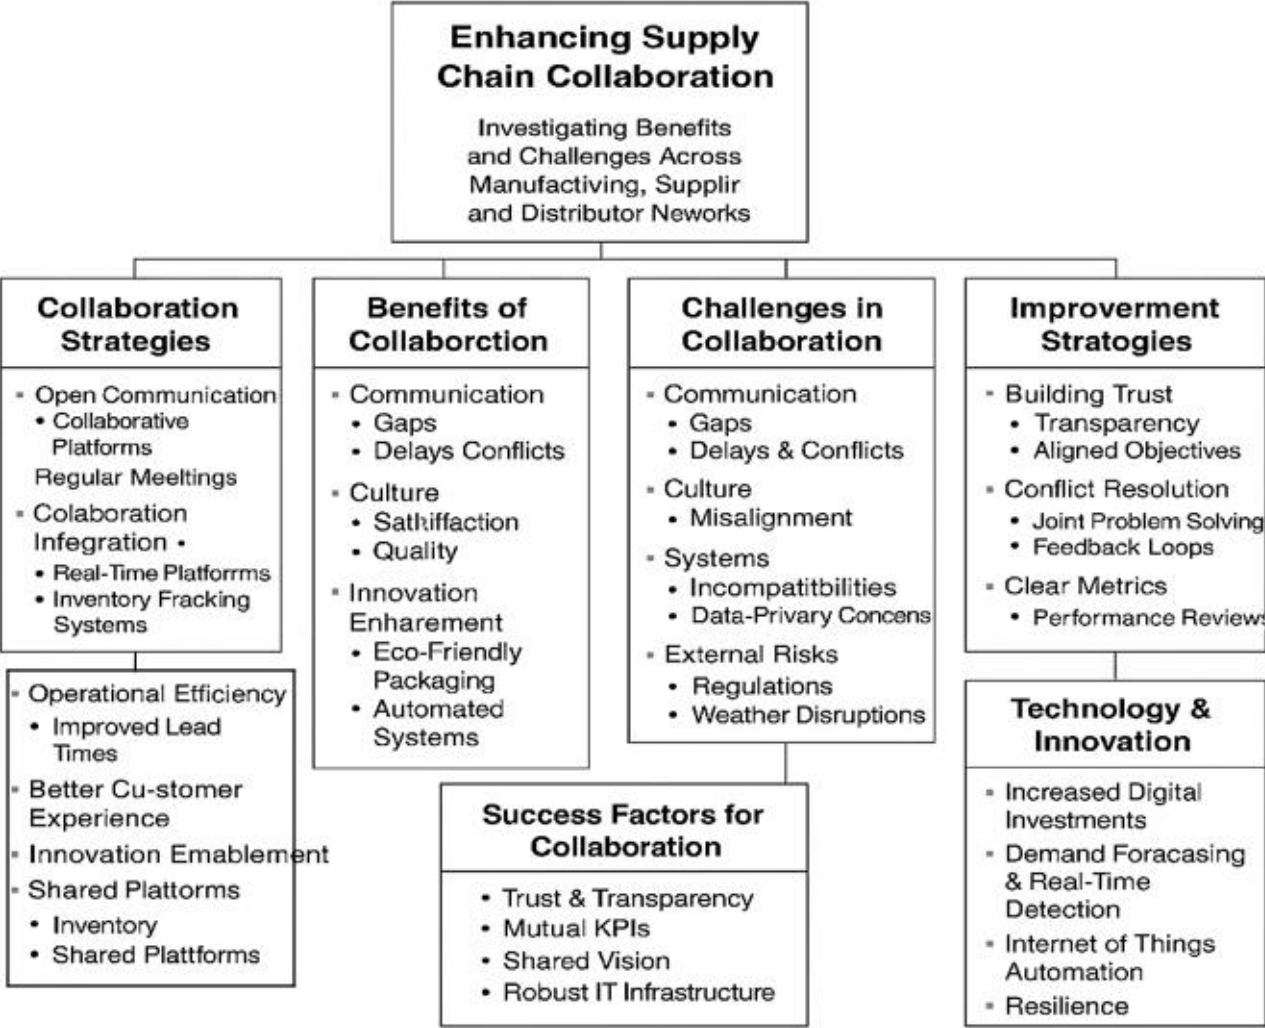 Enhancing Supply
Chain Collaboration
Investigating Benefits
and Challenges Across
Manufactiving, Supplir
and Distributor Neworks
Collaboration
Strategies
Open Communication
• Collaborative
Platforms
Regular Meeltings
Colaboration
Infegration •
• Real-Time Platforrms
• Inventory Fracking
Systems
Operational Efficiency
• Improved Lead
Times
Better Cu-stomer
Experience
Innovation Emablement
Shared Plattorms
• Inventory
• Shared Plattforms
Benefits of
Collaborction
Communication
• Gaps
• Delays Conflicts
Culture
• Sathiffaction
• Quality
Innovation
Enharement
• Eco-Friendly
Packaging
• Automated
Systems
Challenges in
Collaboration
Communication
• Gaps
• Delays & Conflicts
Culture
• Misalignment
Systems
• Incompatitbilities
• Data-Privary Concens
External Risks
• Regulations
• Weather Disruptions
Success Factors for
Collaboration
• Trust & Transparency
• Mutual KPIs
• Shared Vision
• Robust IT Infrastructure
Improverment
Stratogies
Building Trust
• Transparency
• Aligned Objectives
Conflict Resolution
• Joint Problem Solving
• Feedback Loops
Clear Metrics
• Performance Reviews
Technology &
Innovation
Increased Digital
Investments
Demand Foracasing
& Real-Time
Detection
Internet of Things
Automation
Resilience